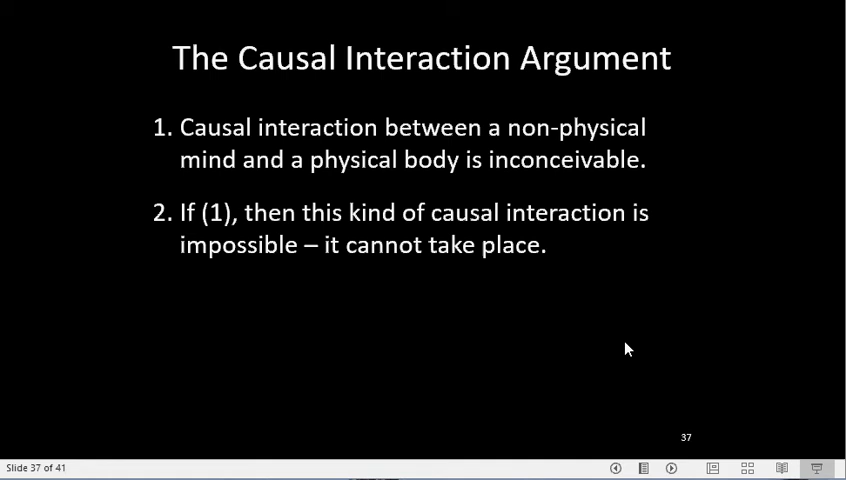 The Causal Interaction Argument
1. Causal interaction between a non-physical
mind and a physical body is inconceivable.
2. If (1), then this kind of causal interaction is
impossible – it cannot take place.
37
Slide 37 of 41